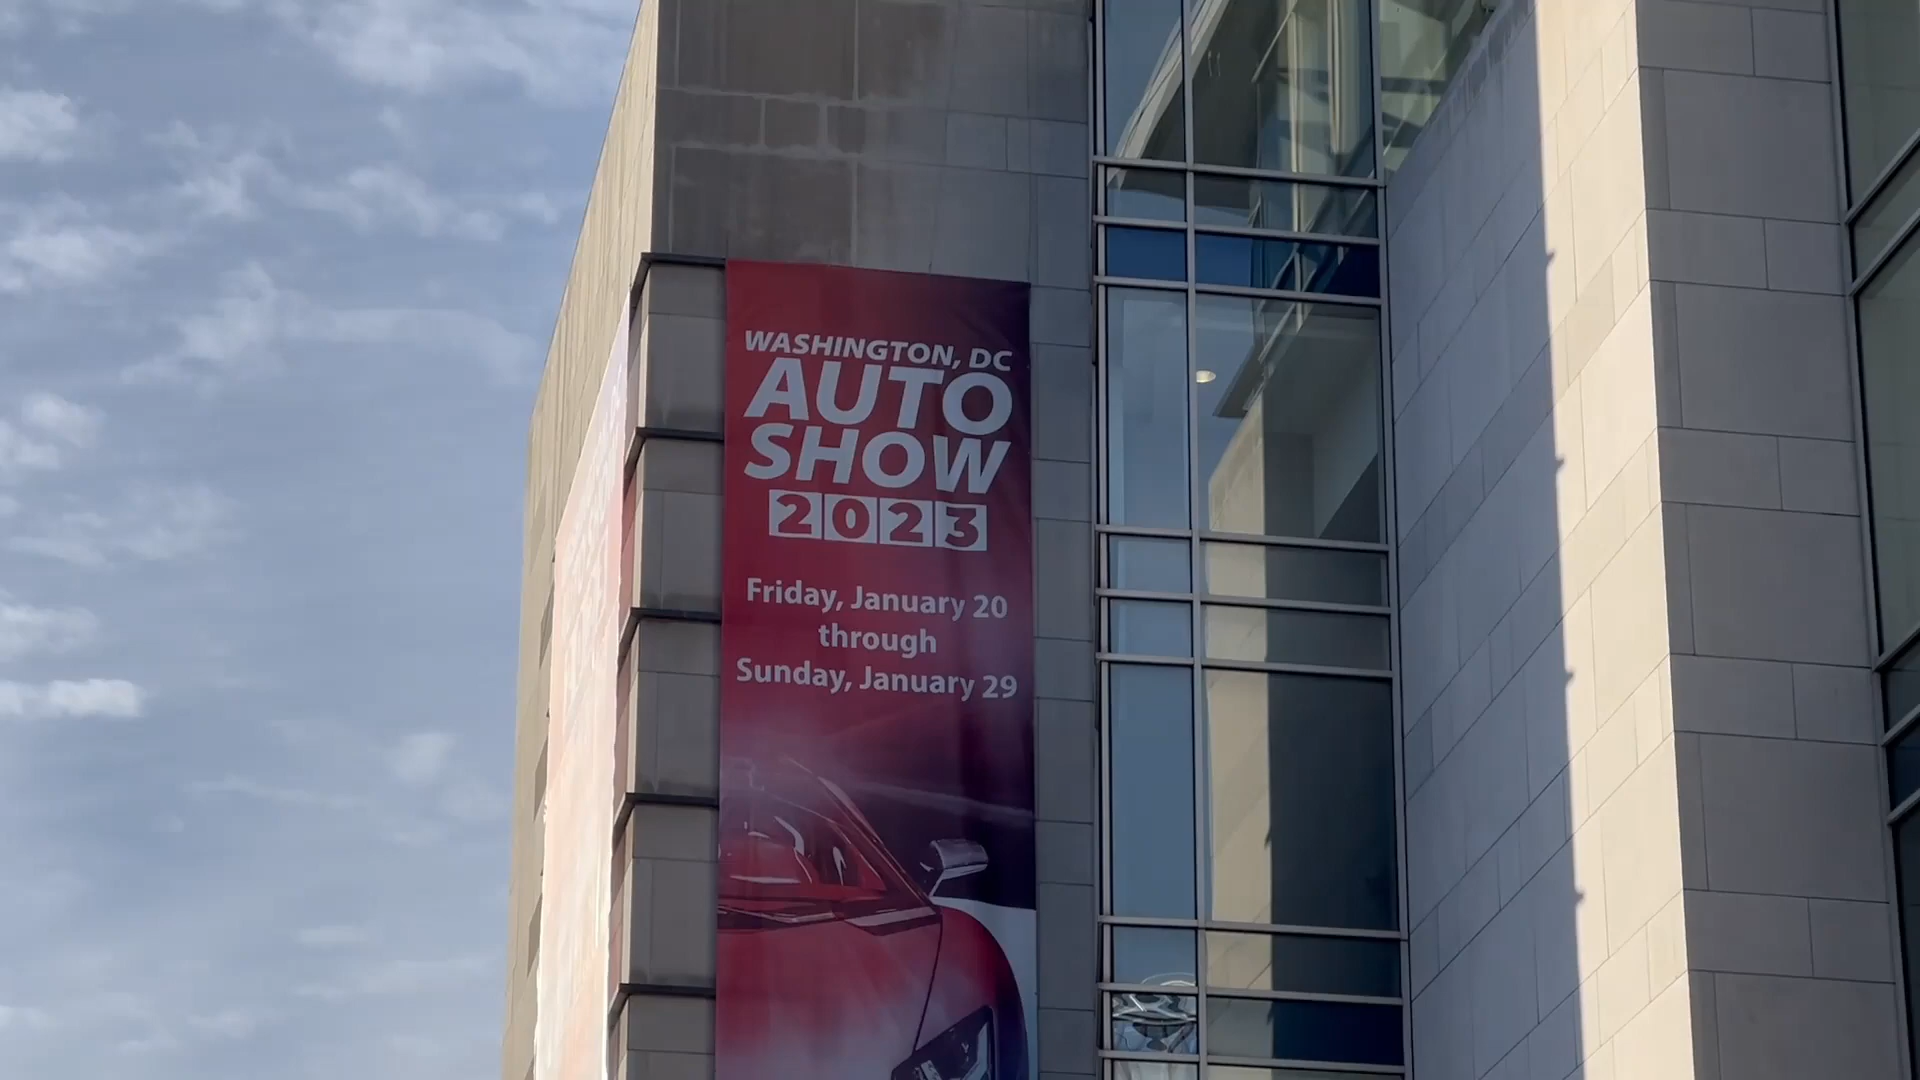 WASHINGTON, DC
AUTO
SHOW
2023
Friday, January 20
through
Sunday, January 29